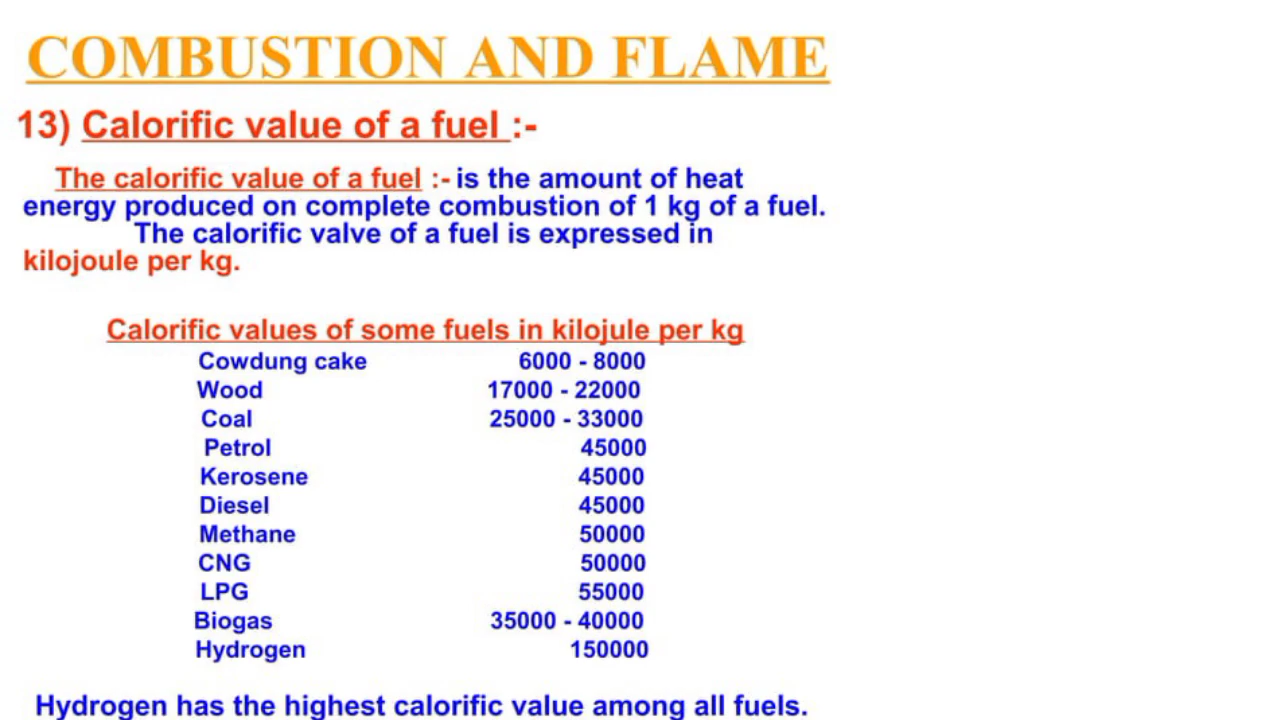 COMBUSTION AND FLAME
13) Calorific value of a fuel :-
The calorific value of a fuel :- is the amount of heat
energy produced on complete combustion of 1 kg of a fuel.
The calorific valve of a fuel is expressed in
kilojoule per kg.
Calorific values of some fuels in kilojule per kg
Cowdung cake 6000 - 8000
Wood 17000 - 22000
Coal 25000 - 33000
Petrol 45000
Kerosene 45000
Diesel 45000
Methane 50000
CNG 50000
LPG 55000
Biogas 35000 - 40000
Hydrogen 150000
Hydrogen has the highest calorific value among all fuels.